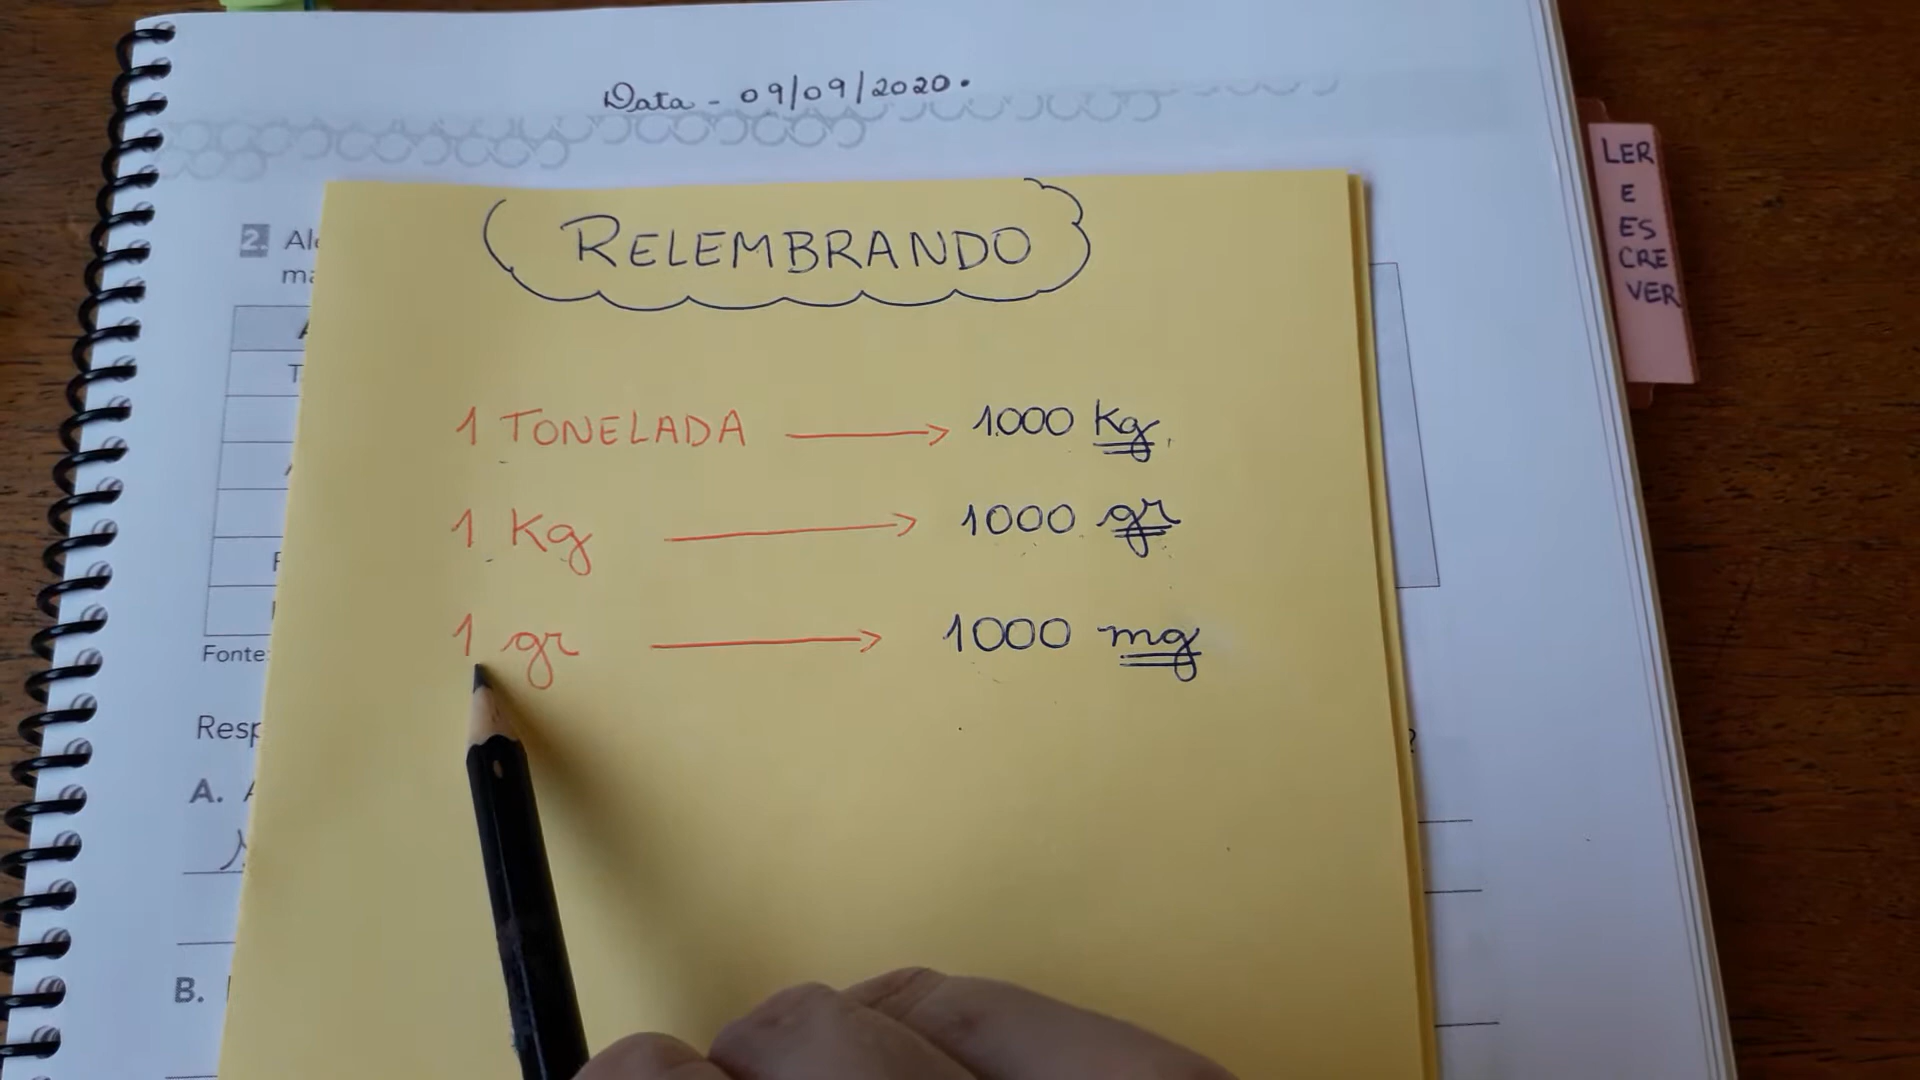 Data - 09/09/2020.
LER
E
ES
CRE
VER
RELEMBRANDO
2.
1 TONELADA → 1.000 Kg.
1 Kg → 1000 gr
1 gr → 1000 mg
Fonte:
A.
B.